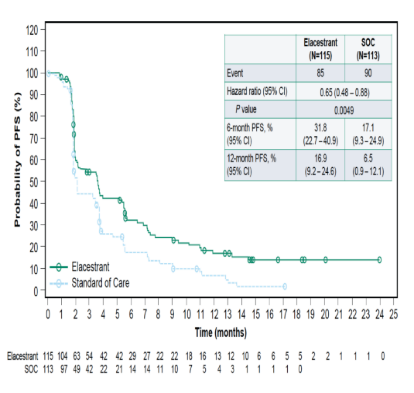 Probability of PFS (%)
120
110
100
90
80
70
60
50
40
30
20
10
0
Elacestrant
(N=115)
SOC
(N=113)
Event 85 90
Hazard ratio (95% CI) 0.65 (0.48 – 0.88)
P value 0.0049
6-month PFS, %
(95% CI)
31.8
(22.7 – 40.9)
17.1
(9.3 – 24.9)
12-month PFS, %
(95% CI)
16.9
(9.2 – 24.6)
6.5
(0.9 – 12.1)
Elacestrant
Standard of Care
0 1 2 3 4 5 6 7 8 9 10 11 12 13 14 15 16 17 18 19 20 21 22 23 24 25
Time (months)
Elacestrant 115 104 63 54 42 42 29 27 22 22 18 16 13 12 10 6 6 5 5 2 2 1 1 1 0
SOC 113 97 49 42 22 21 14 14 11 10 7 5 4 3 1 1 1 1 0